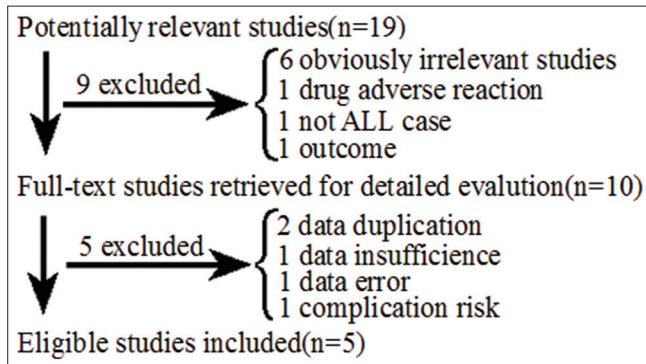 Potentially relevant studies(n=19)
9 excluded
6 obviously irrelevant studies
1 drug adverse reaction
1 not ALL case
1 outcome
Full-text studies retrieved for detailed evalution(n=10)
5 excluded
2 data duplication
1 data insufficience
1 data error
1 complication risk
Eligible studies included(n=5)